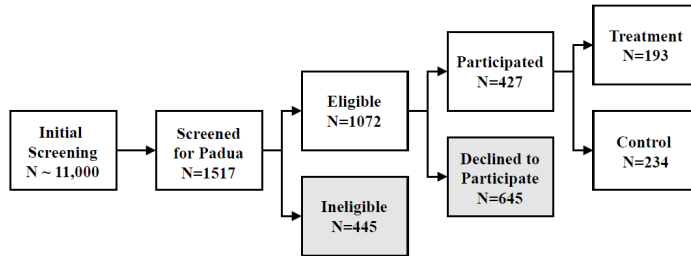 Initial
Screening
N ~ 11,000
Screened
for Padua
N=1517
Eligible
N=1072
Ineligible
N=445
Participated
N=427
Declined to
Participate
N=645
Treatment
N=193
Control
N=234